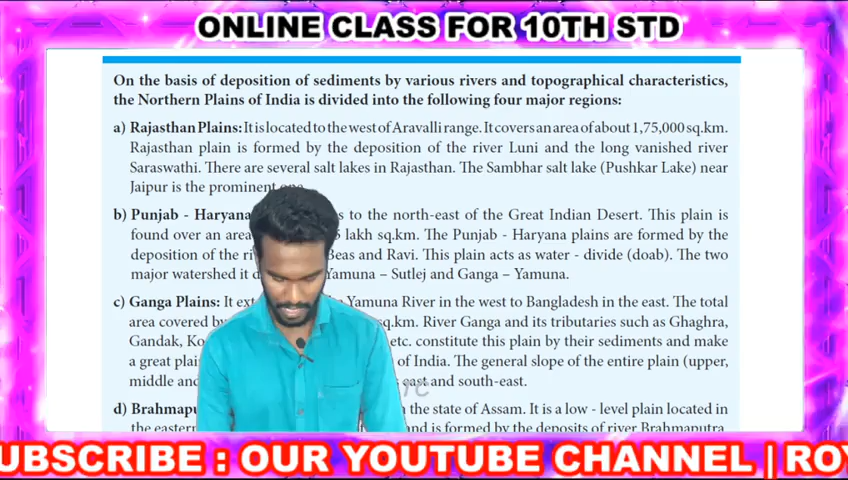 ONLINE CLASS FOR 10TH STD
On the basis of deposition of sediments by various rivers and topographical characteristics,
the Northern Plains of India is divided into the following four major regions:
a) Rajasthan Plains: It is located to the west of Aravalli range. It covers an area of about 1,75,000 sq.km.
Rajasthan plain is formed by the deposition of the river Luni and the long vanished river
Saraswathi. There are several salt lakes in Rajasthan. The Sambhar salt lake (Pushkar Lake) near
Jaipur is the prominent one.
b) Punjab - Haryana to the north-east of the Great Indian Desert. This plain is
found over an area lakh sq.km. The Punjab - Haryana plains are formed by the
deposition of the Beas and Ravi. This plain acts as water - divide (doab). The two
major watershed it Yamuna – Sutlej and Ganga – Yamuna.
c) Ganga Plains: It Yamuna River in the west to Bangladesh in the east. The total
area covered by sq.km. River Ganga and its tributaries such as Ghaghra,
Gandak, etc. constitute this plain by their sediments and make
a great of India. The general slope of the entire plain (upper,
middle and east and south-east.
d) the state of Assam. It is a low - level plain located in
the is formed by the deposits of river Brahmaputra
SUBSCRIBE : OUR YOUTUBE CHANNEL |